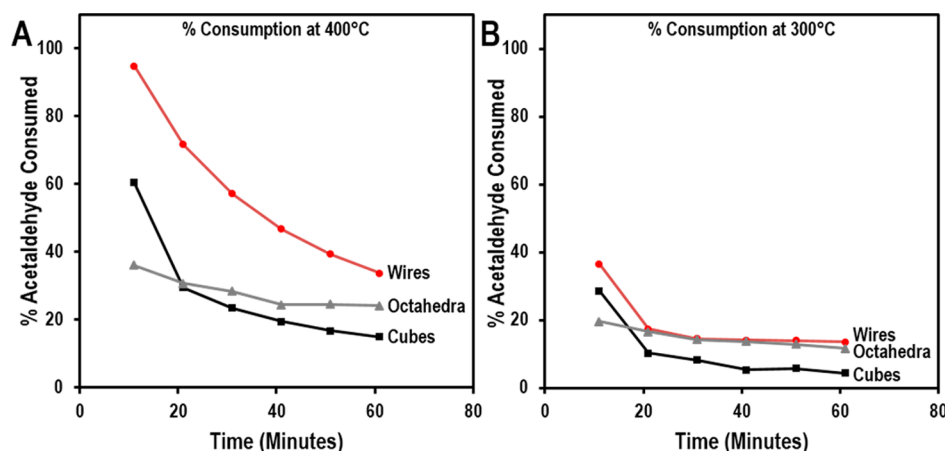 A
% Consumption at 400°C
% Acetaldehyde Consumed
100
80
60
40
20
0
Wires
Octahedra
Cubes
0 20 40 60 80
Time (Minutes)
B
% Consumption at 300°C
% Acetaldehyde Consumed
100
80
60
40
20
0
Wires
Octahedra
Cubes
0 20 40 60 80
Time (Minutes)